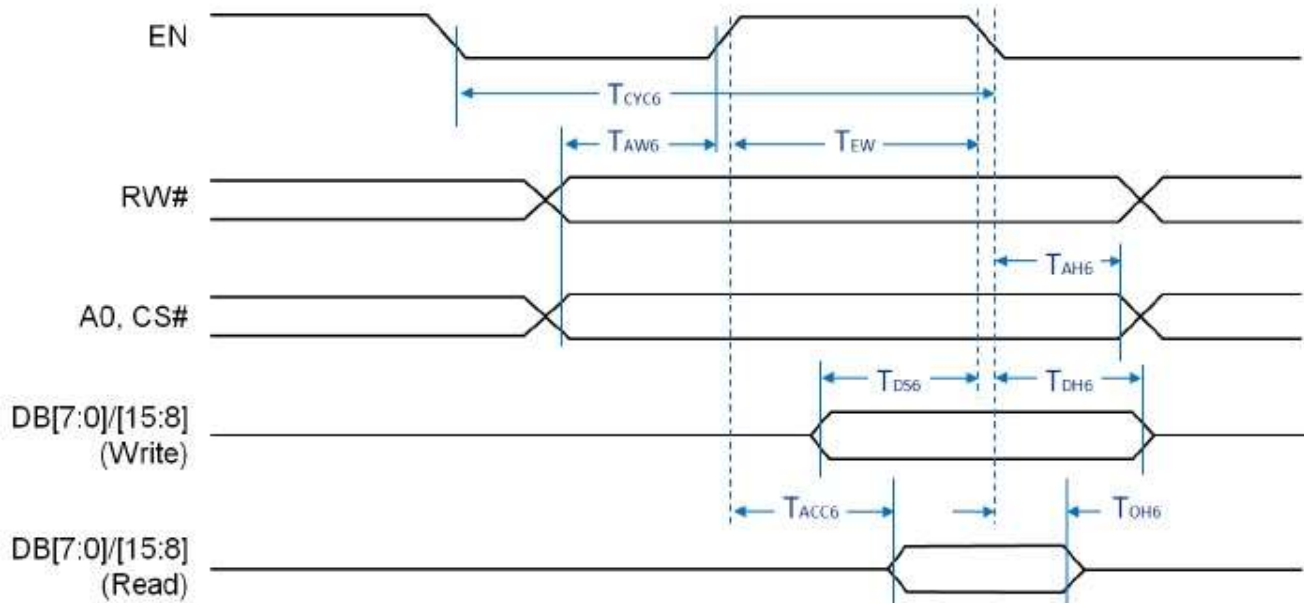 EN
TCYC6
TAW6
TEW
RW#
TAH6
A0, CS#
TDS6
TDH6
DB[7:0]/[15:8]
(Write)
TACC6
TOH6
DB[7:0]/[15:8]
(Read)